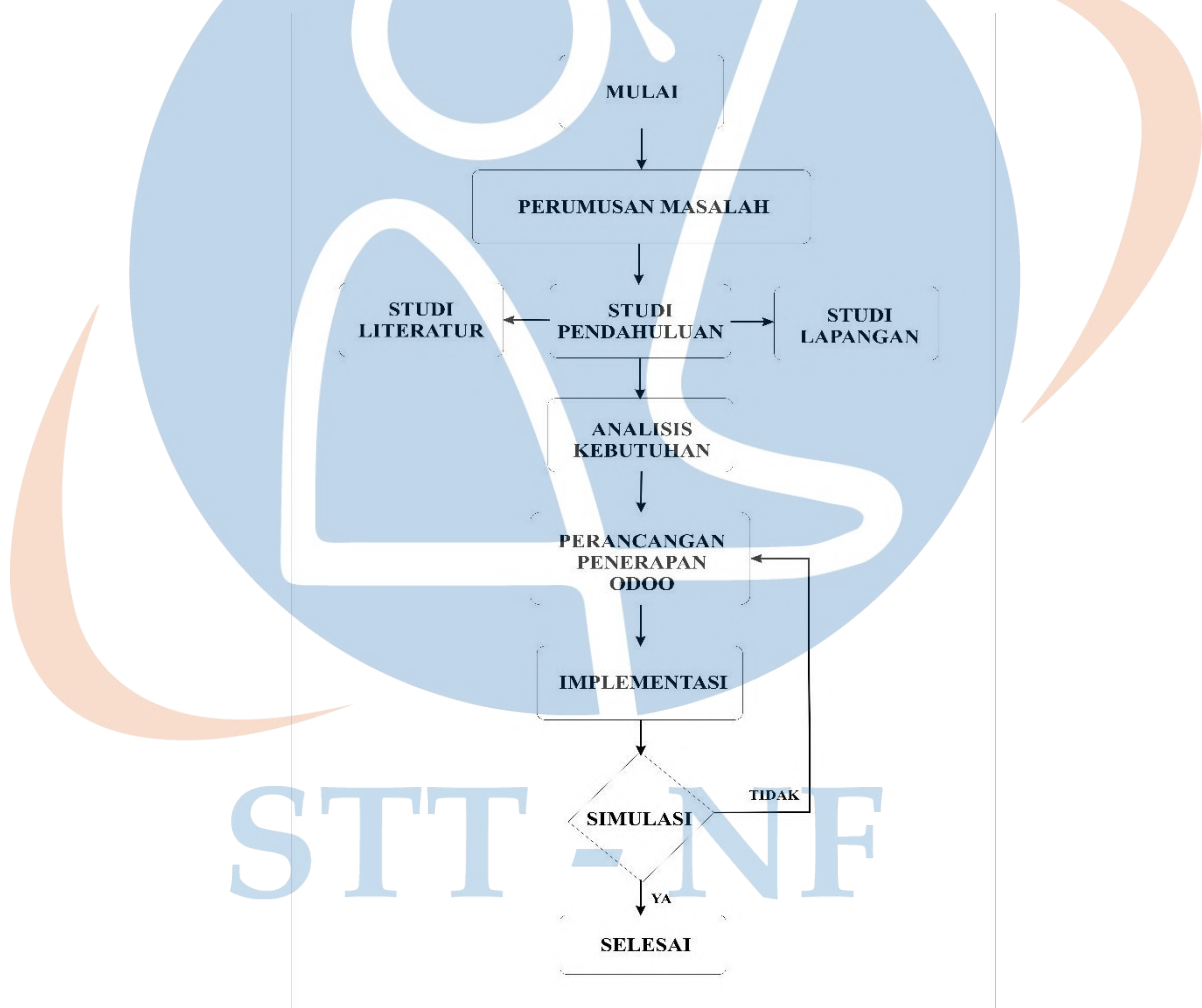 MULAI
PERUMUSAN MASALAH
STUDI
LITERATUR
STUDI
PENDAHULUAN
STUDI
LAPANGAN
ANALISIS
KEBUTUHAN
PERANCANGAN
PENERAPAN
ODOO
IMPLEMENTASI
SIMULASI
TIDAK
YA
SELESAI
STT - NF